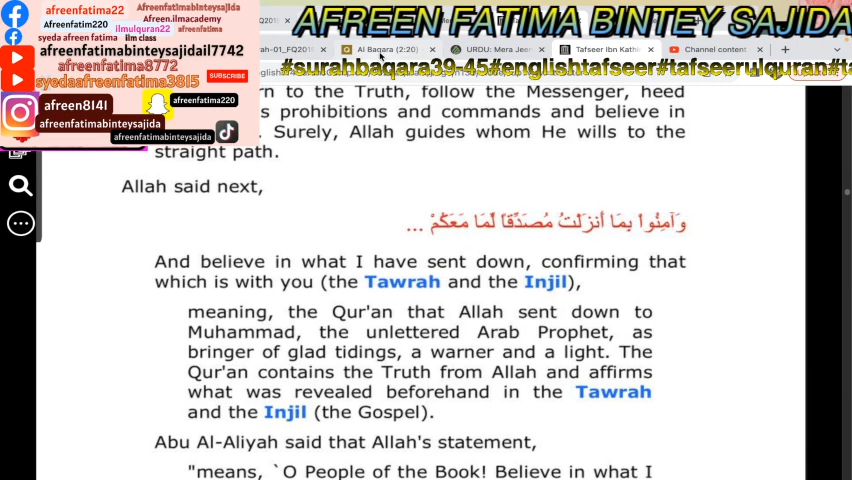 AFREEN FATIMA BINTEY SAJIDA
afreenfatima22
Afreenfatimabinteysajida
Afreenfatima220
Afreen.ilmacademy
ilmulquran22
afreenfatima
syeda afreen fatima
ilm class
afreenfatimabinteysajidail7742
afreenfatima8772
syedaafreenfatima3815
SUBSCRIBE
afreen8141
afreenfatima220
afreenfatimabinteysajida
afreenfatimabinteysajida
Al Baqara (2:20)
URDU: Mera Jeer
Tafseer Ibn Kathi
Channel content
#surahbaqara39-45#englishtafseer#tafseerulquran#ta
rn to the Truth, follow the Messenger, heed
s prohibitions and commands and believe in
Surely, Allah guides whom He wills to the
straight path.
Allah said next,
وَآمِنُواْ بِمَا أَنزَلْتُ مُصَدِّقاً لِّمَا مَعَكُمْ ...
And believe in what I have sent down, confirming that
which is with you (the Tawrah and the Injil),
meaning, the Qur'an that Allah sent down to
Muhammad, the unlettered Arab Prophet, as
bringer of glad tidings, a warner and a light. The
Qur'an contains the Truth from Allah and affirms
what was revealed beforehand in the Tawrah
and the Injil (the Gospel).
Abu Al-Aliyah said that Allah's statement,
"means, `O People of the Book! Believe in what I